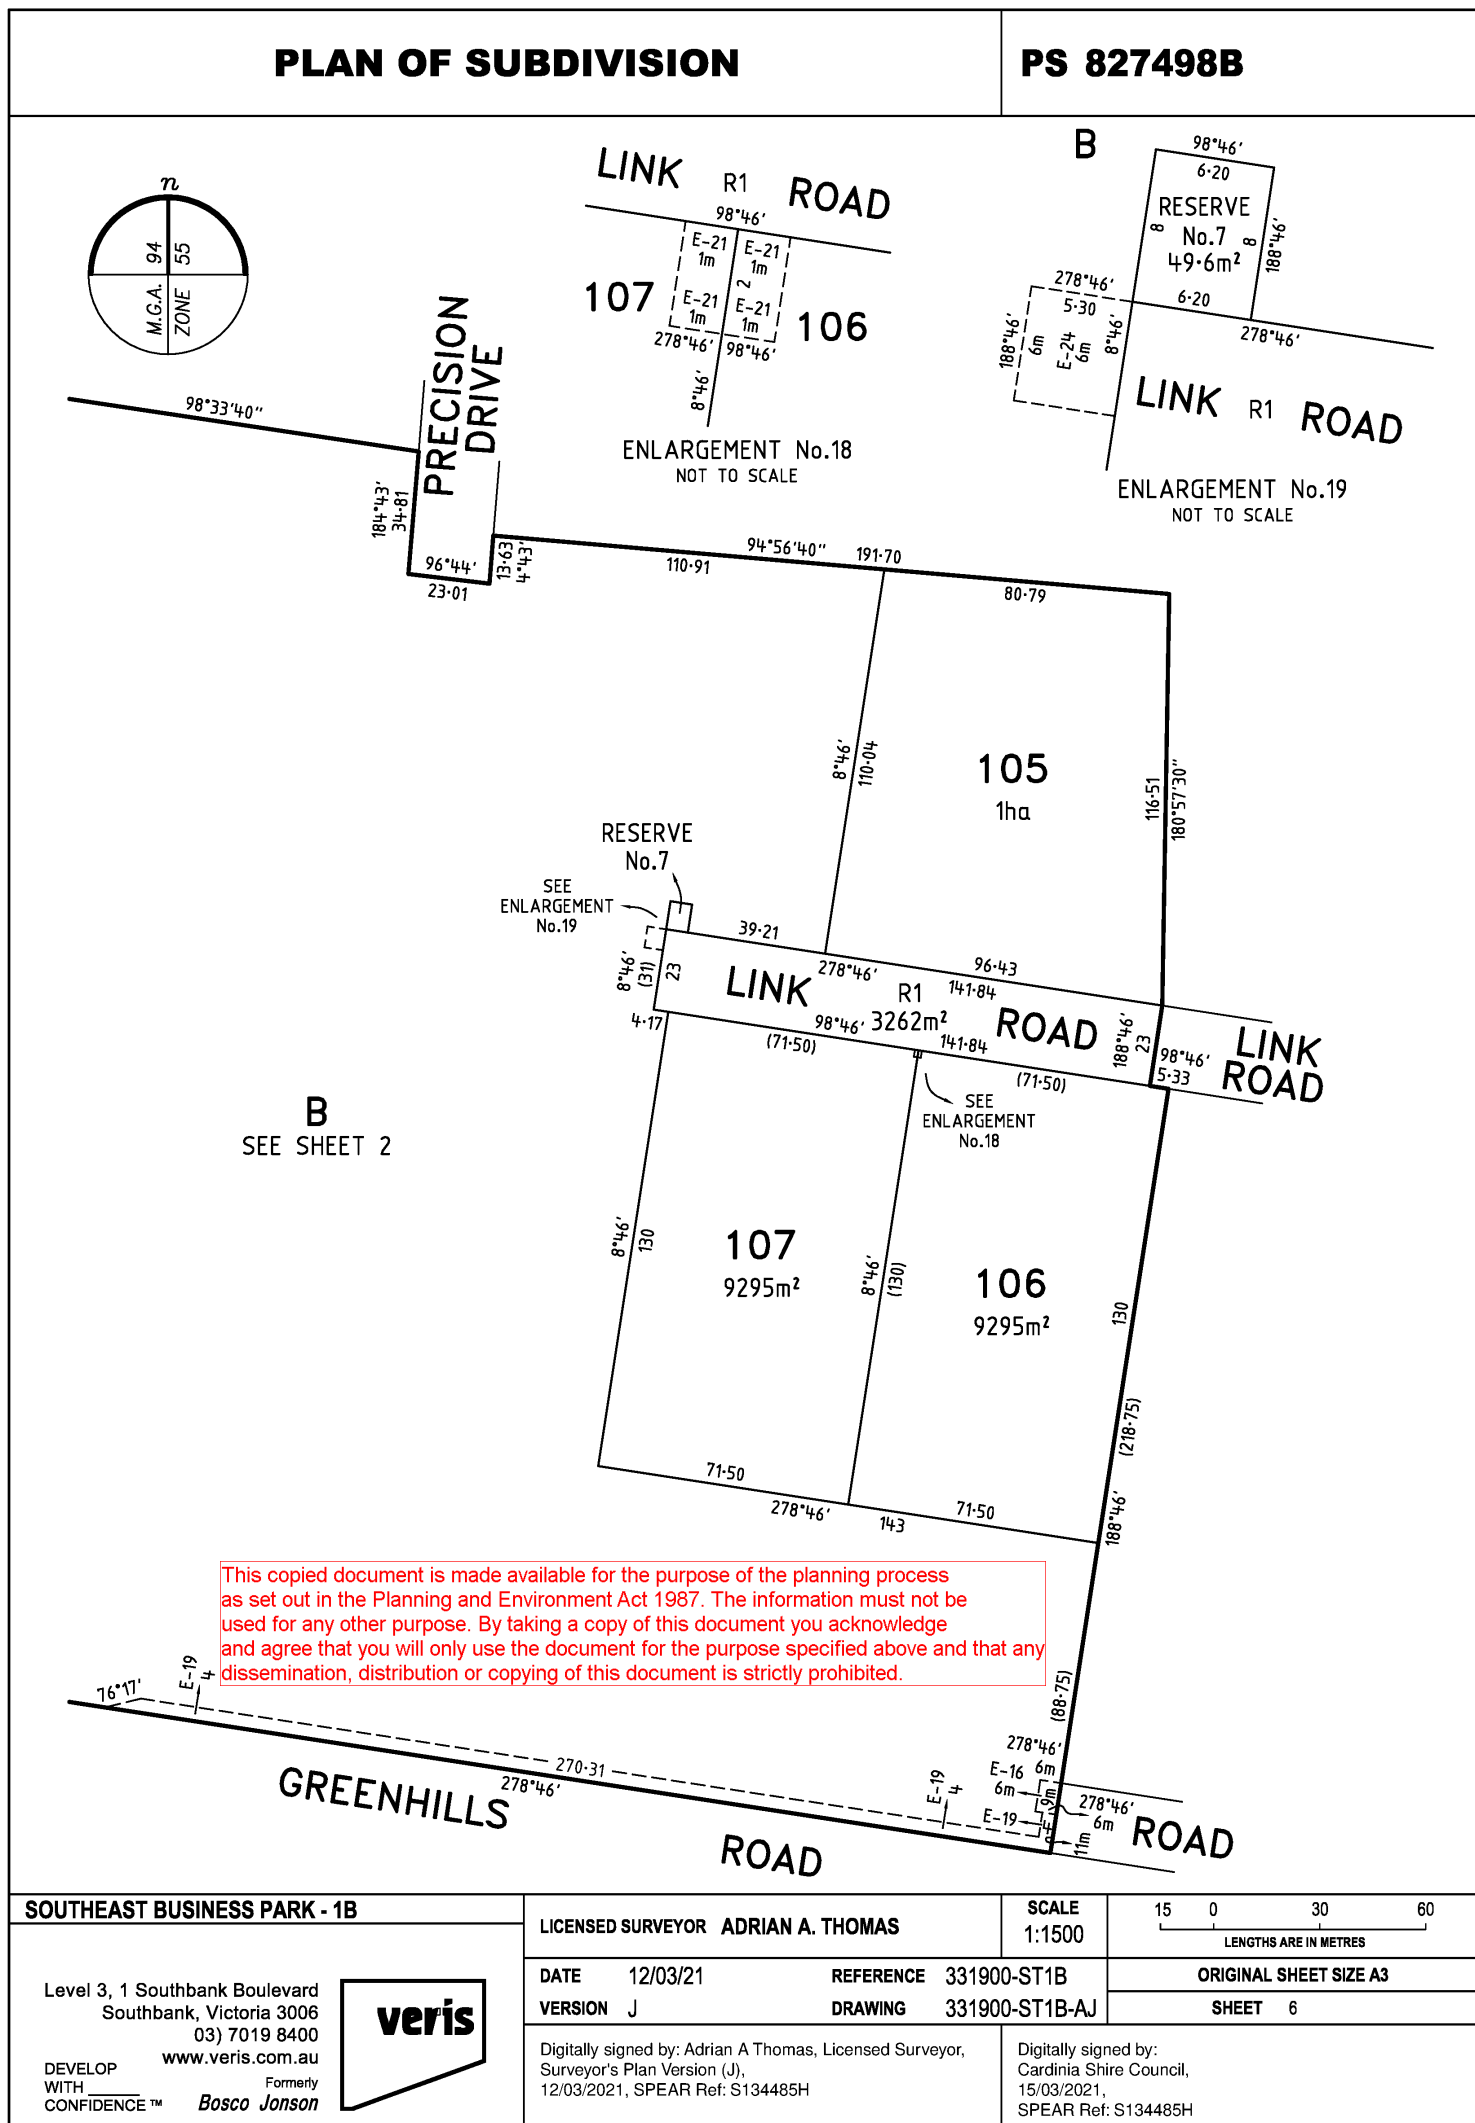 PLAN OF SUBDIVISION
PS 827498B
n
M.G.A. 94
ZONE 55
LINK R1 ROAD
98°46'
E-21
1m
E-21
1m
2
E-21
1m
E-21
1m
107
106
278°46'
98°46'
8°46'
ENLARGEMENT No.18
NOT TO SCALE
B
98°46'
6·20
RESERVE
No.7
49·6m²
8
8
188°46'
278°46'
5·30
6·20
278°46'
188°46'
6m
E-24
6m
8°46'
LINK R1 ROAD
ENLARGEMENT No.19
NOT TO SCALE
98°33'40"
PRECISION
DRIVE
184°43'
34·81
96°44'
23·01
13·63
4°43'
94°56'40"
191·70
110·91
80·79
8°46'
110·04
105
1ha
116·51
180°57'30"
RESERVE
No.7
SEE
ENLARGEMENT
No.19
39·21
278°46'
96·43
141·84
8°46'
(31)
23
LINK R1 ROAD
3262m²
4·17
98°46'
(71·50)
141·84
(71·50)
188°46'
23
98°46'
5·33
LINK
ROAD
SEE
ENLARGEMENT
No.18
B
SEE SHEET 2
8°46'
130
107
9295m²
8°46'
(130)
106
9295m²
130
(218·75)
188°46'
71·50
278°46'
143
71·50
This copied document is made available for the purpose of the planning process
as set out in the Planning and Environment Act 1987. The information must not be
used for any other purpose. By taking a copy of this document you acknowledge
and agree that you will only use the document for the purpose specified above and that any
dissemination, distribution or copying of this document is strictly prohibited.
76°17'
E-19
4
(88·75)
270·31
278°46'
GREENHILLS
ROAD
E-19
4
278°46'
E-16 6m
6m
9m
E-19
278°46'
6m
11m
ROAD
SOUTHEAST BUSINESS PARK - 1B
Level 3, 1 Southbank Boulevard
Southbank, Victoria 3006
03) 7019 8400
www.veris.com.au
DEVELOP
WITH
CONFIDENCE ™
Formerly
Bosco Jonson
veris
LICENSED SURVEYOR ADRIAN A. THOMAS
SCALE
1:1500
15 0 30 60
LENGTHS ARE IN METRES
DATE 12/03/21
REFERENCE 331900-ST1B
VERSION J
DRAWING 331900-ST1B-AJ
ORIGINAL SHEET SIZE A3
SHEET 6
Digitally signed by: Adrian A Thomas, Licensed Surveyor,
Surveyor's Plan Version (J),
12/03/2021, SPEAR Ref: S134485H
Digitally signed by:
Cardinia Shire Council,
15/03/2021,
SPEAR Ref: S134485H